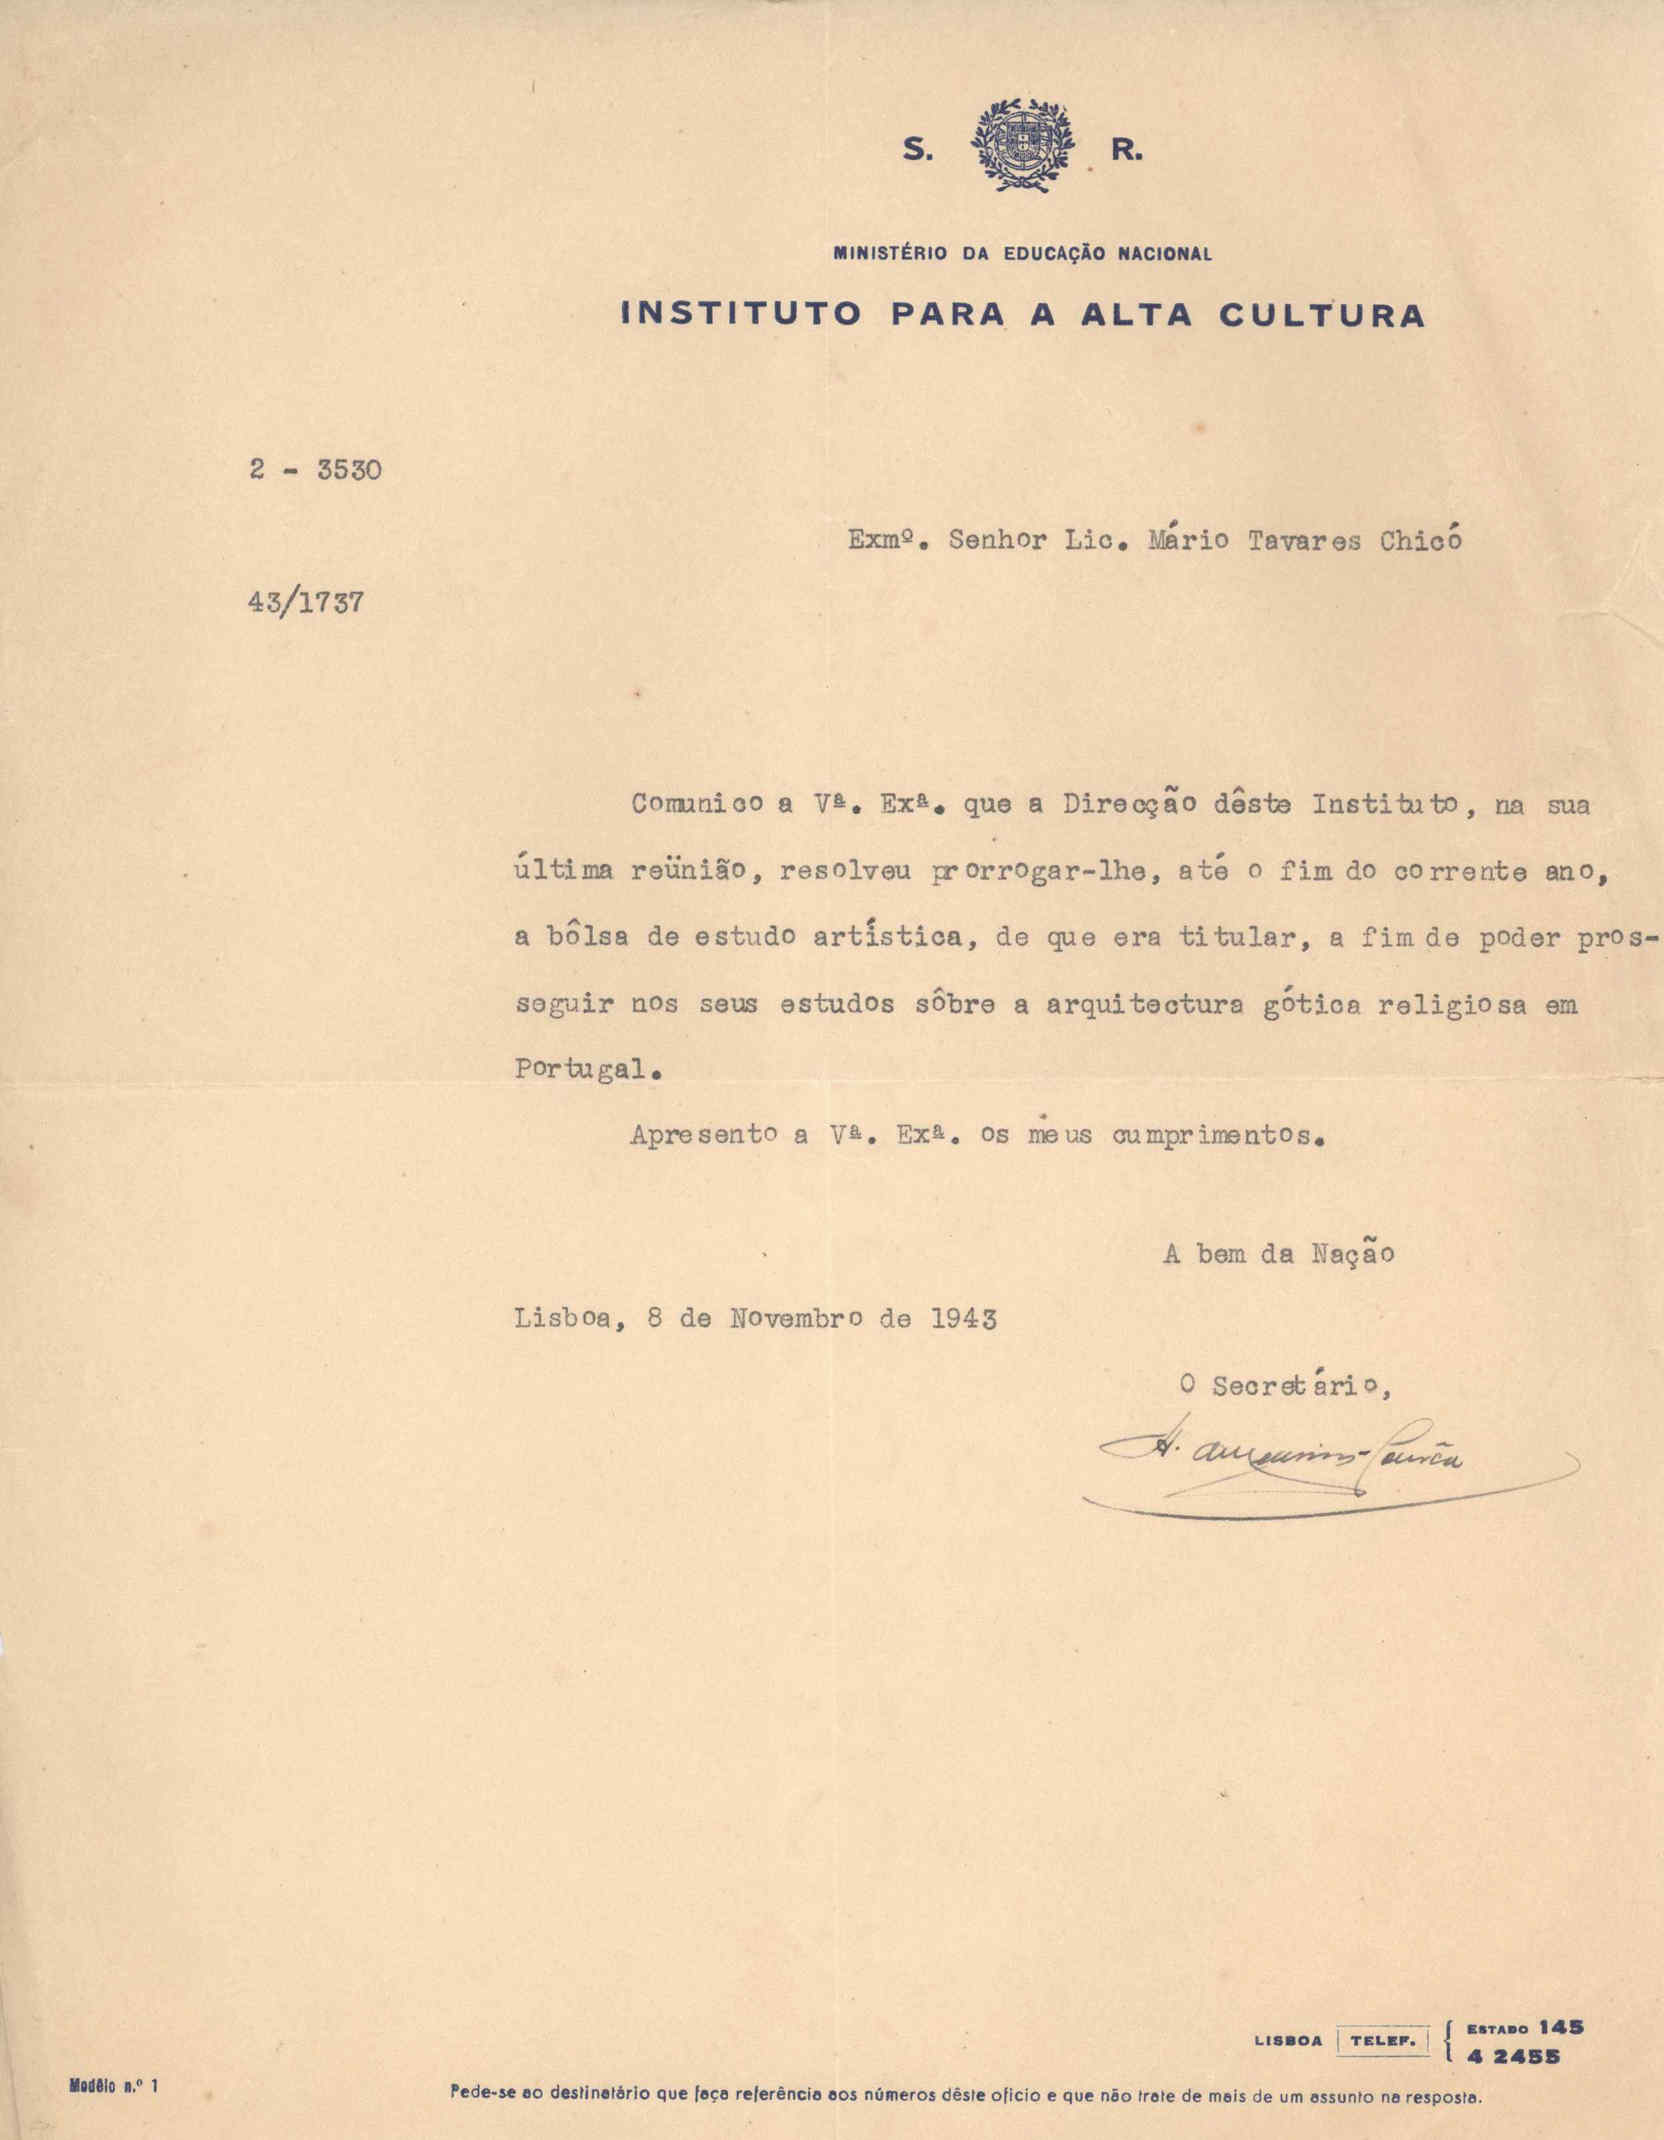 S. R.
MINISTÉRIO DA EDUCAÇÃO NACIONAL
INSTITUTO PARA A ALTA CULTURA
2 - 3530
Exmº. Senhor Lic. Mário Tavares Chicó
43/1737
Comunico a Vª. Exª. que a Direcção dêste Instituto, na sua
última reünião, resolveu prorrogar-lhe, até o fim do corrente ano,
a bôlsa de estudo artística, de que era titular, a fim de poder pros-
seguir nos seus estudos sôbre a arquitectura gótica religiosa em
Portugal.
Apresento a Vª. Exª. os meus cumprimentos.
A bem da Nação
Lisboa, 8 de Novembro de 1943
O Secretário,
LISBOA TELEF. { ESTADO 145
4 2455
Modêlo n.º 1
Pede-se ao destinatário que faça referência aos números dêste ofício e que não trate de mais de um assunto na resposta.